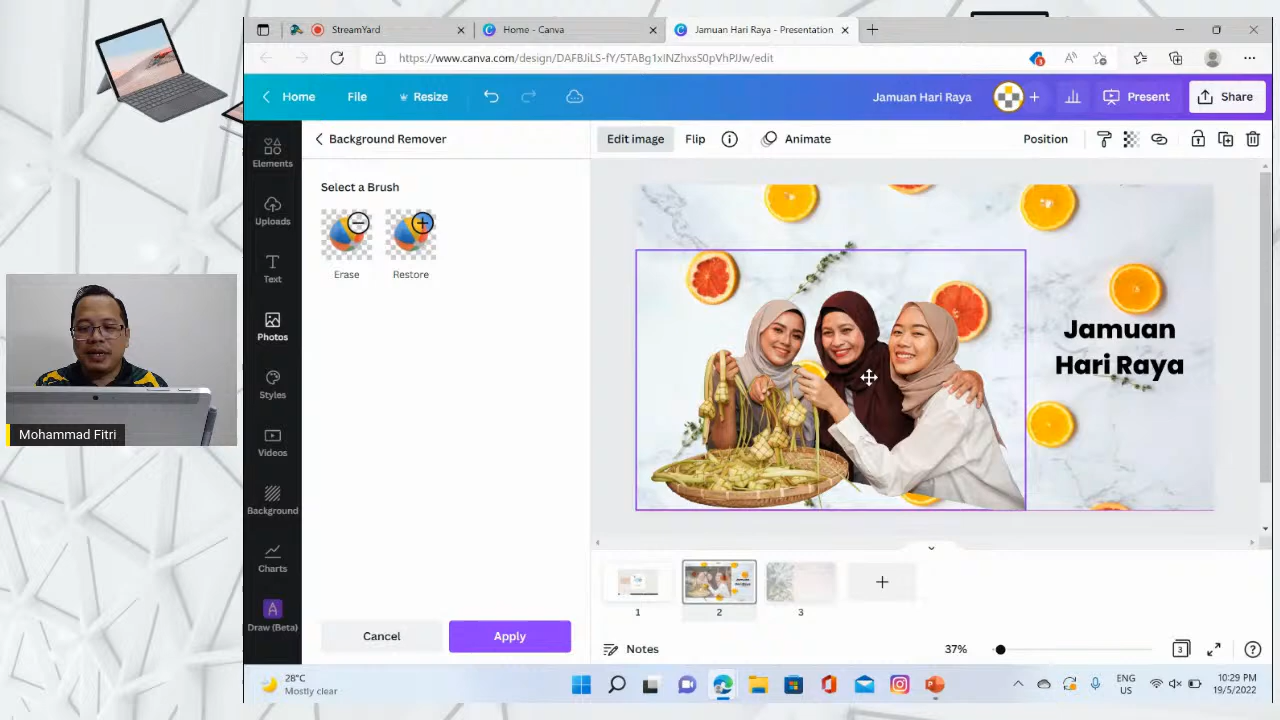 StreamYard
Home - Canva
Jamuan Hari Raya - Presentation
https://www.canva.com/design/DAFBJiLS-fY/5TABg1xINZhxs50pVhPJJw/edit
Home
File
Resize
Jamuan Hari Raya
Present
Share
Elements
Uploads
Text
Photos
Styles
Videos
Background
Charts
Draw (Beta)
Background Remover
Select a Brush
Erase
Restore
Cancel
Apply
Edit image
Flip
Animate
Position
Jamuan
Hari Raya
1
2
3
Notes
37%
3
Mohammad Fitri
28°C
Mostly clear
ENG
US
10:29 PM
19/5/2022